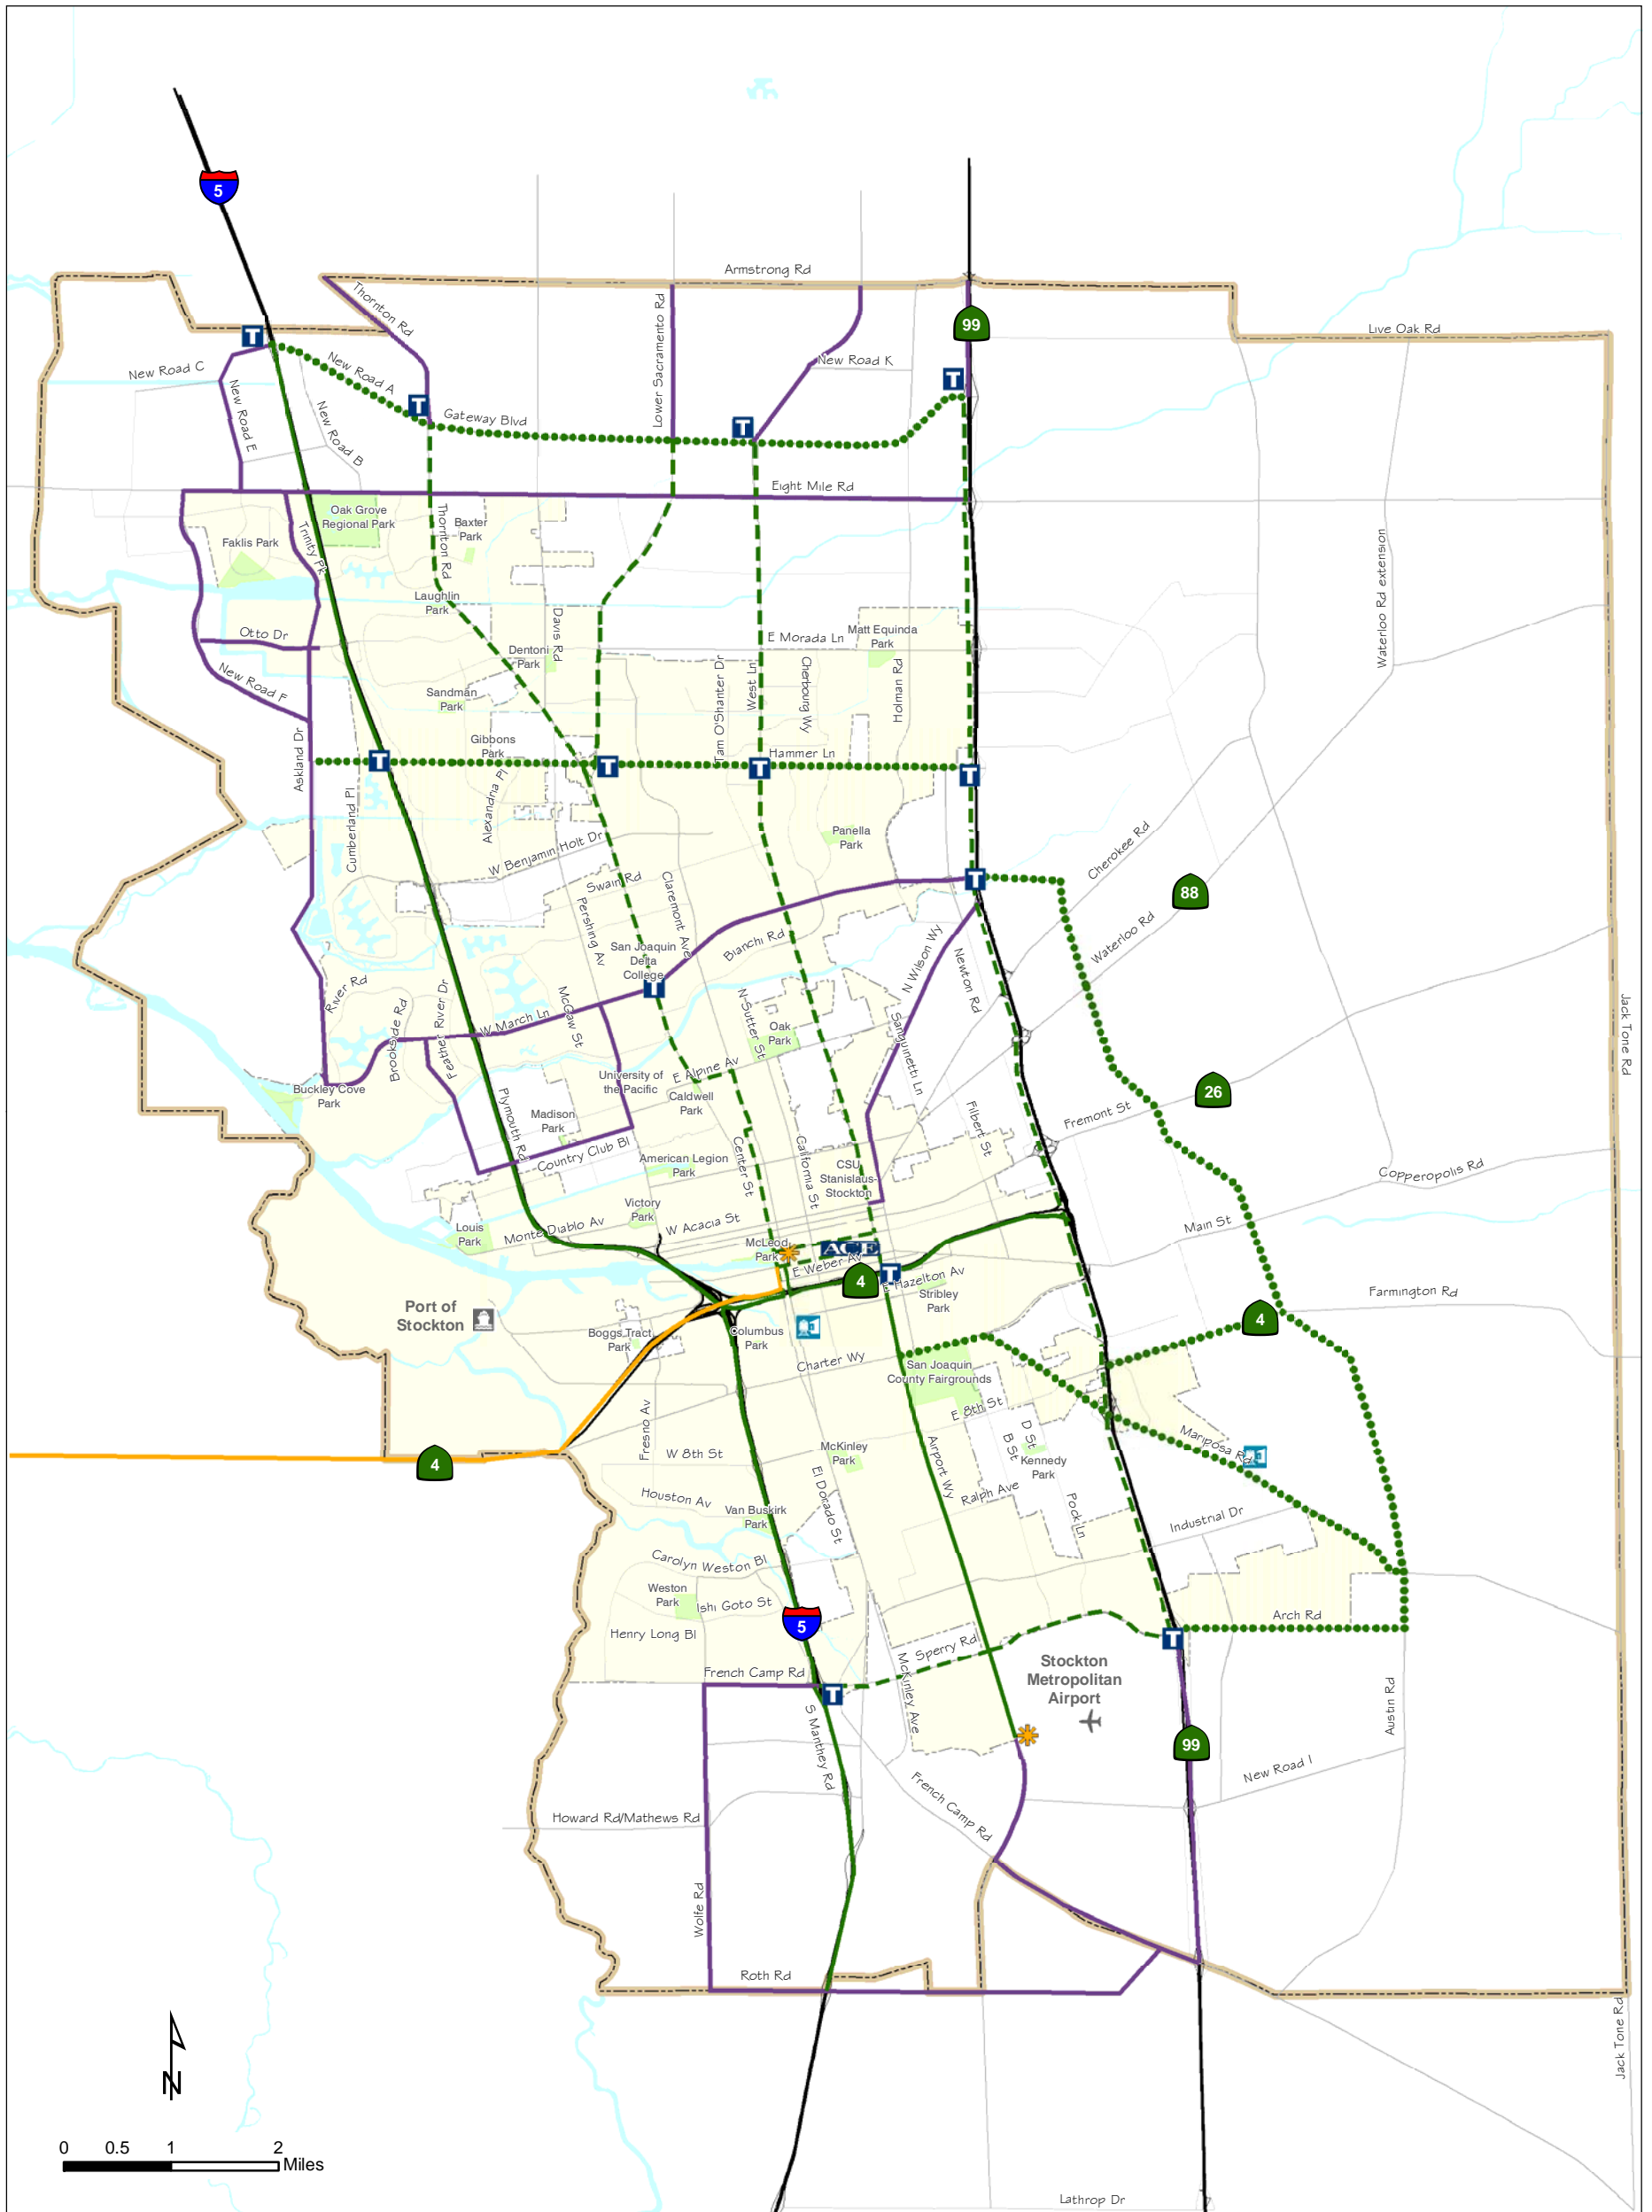 5
Armstrong Rd
Thornton Rd
Lower Sacramento Rd
99
Live Oak Rd
T
New Road C
New Road A
New Road K
T
New Road E
New Road B
T
Gateway Blvd
T
Eight Mile Rd
Oak Grove
Regional Park
Baxter
Park
Trinity Pk
Thornton Rd
Faklis Park
Waterloo Rd extension
Laughlin
Park
Davis Rd
Otto Dr
Matt Equinda
Park
E Morada Ln
Dentoni
Park
New Road F
Sandman
Park
Tam O'Shanter Dr
West Ln
Cherbourg Wy
Holman Rd
Gibbons
Park
Hammer Ln
Askland Dr
T
T
T
T
Cumberland Pl
Alexandria Pl
Panella
Park
W Benjamin Holt Dr
Cherokee Rd
Swain Rd
T
88
Claremont Ave
Pershing Av
Waterloo Rd
Bianchi Rd
San Joaquin
Delta
College
N Wilson Wy
Newton Rd
T
River Rd
Brookside Rd
Feather River Dr
McGaw St
W March Ln
N Sutter St
Oak
Park
Sanguinetti Ln
Jack Tone Rd
Buckley Cove
Park
University of
the Pacific
E Alpine Av
Caldwell
Park
26
Plymouth Rd
Madison
Park
Fremont St
Filbert St
Country Club Bl
American Legion
Park
Center St
California St
CSU
Stanislaus-
Stockton
Copperopolis Rd
Victory
Park
Louis
Park
Monte Diablo Av
W Acacia St
Main St
McLeod
Park
ACE
E Weber Av
4
T
E Hazelton Av
Stribley
Park
Farmington Rd
Port of
Stockton
4
Boggs Tract
Park
Columbus
Park
Charter Wy
San Joaquin
County Fairgrounds
Fresno Av
E 8th St
D St
B St
Mariposa Rd
4
W 8th St
McKinley
Park
Airport Wy
Kennedy
Park
Houston Av
El Dorado St
Ralph Ave
Van Buskirk
Park
Pock Ln
Industrial Dr
Carolyn Weston Bl
Weston
Park
Ishi Goto St
5
Arch Rd
Henry Long Bl
Sperry Rd
T
French Camp Rd
McKinley Ave
Stockton
Metropolitan
Airport
T
Austin Rd
S Manthey Rd
99
New Road I
French Camp Rd
Howard Rd/Mathews Rd
Wolfe Rd
Roth Rd
Jack Tone Rd
N
0 0.5 1 2
Miles
Lathrop Dr